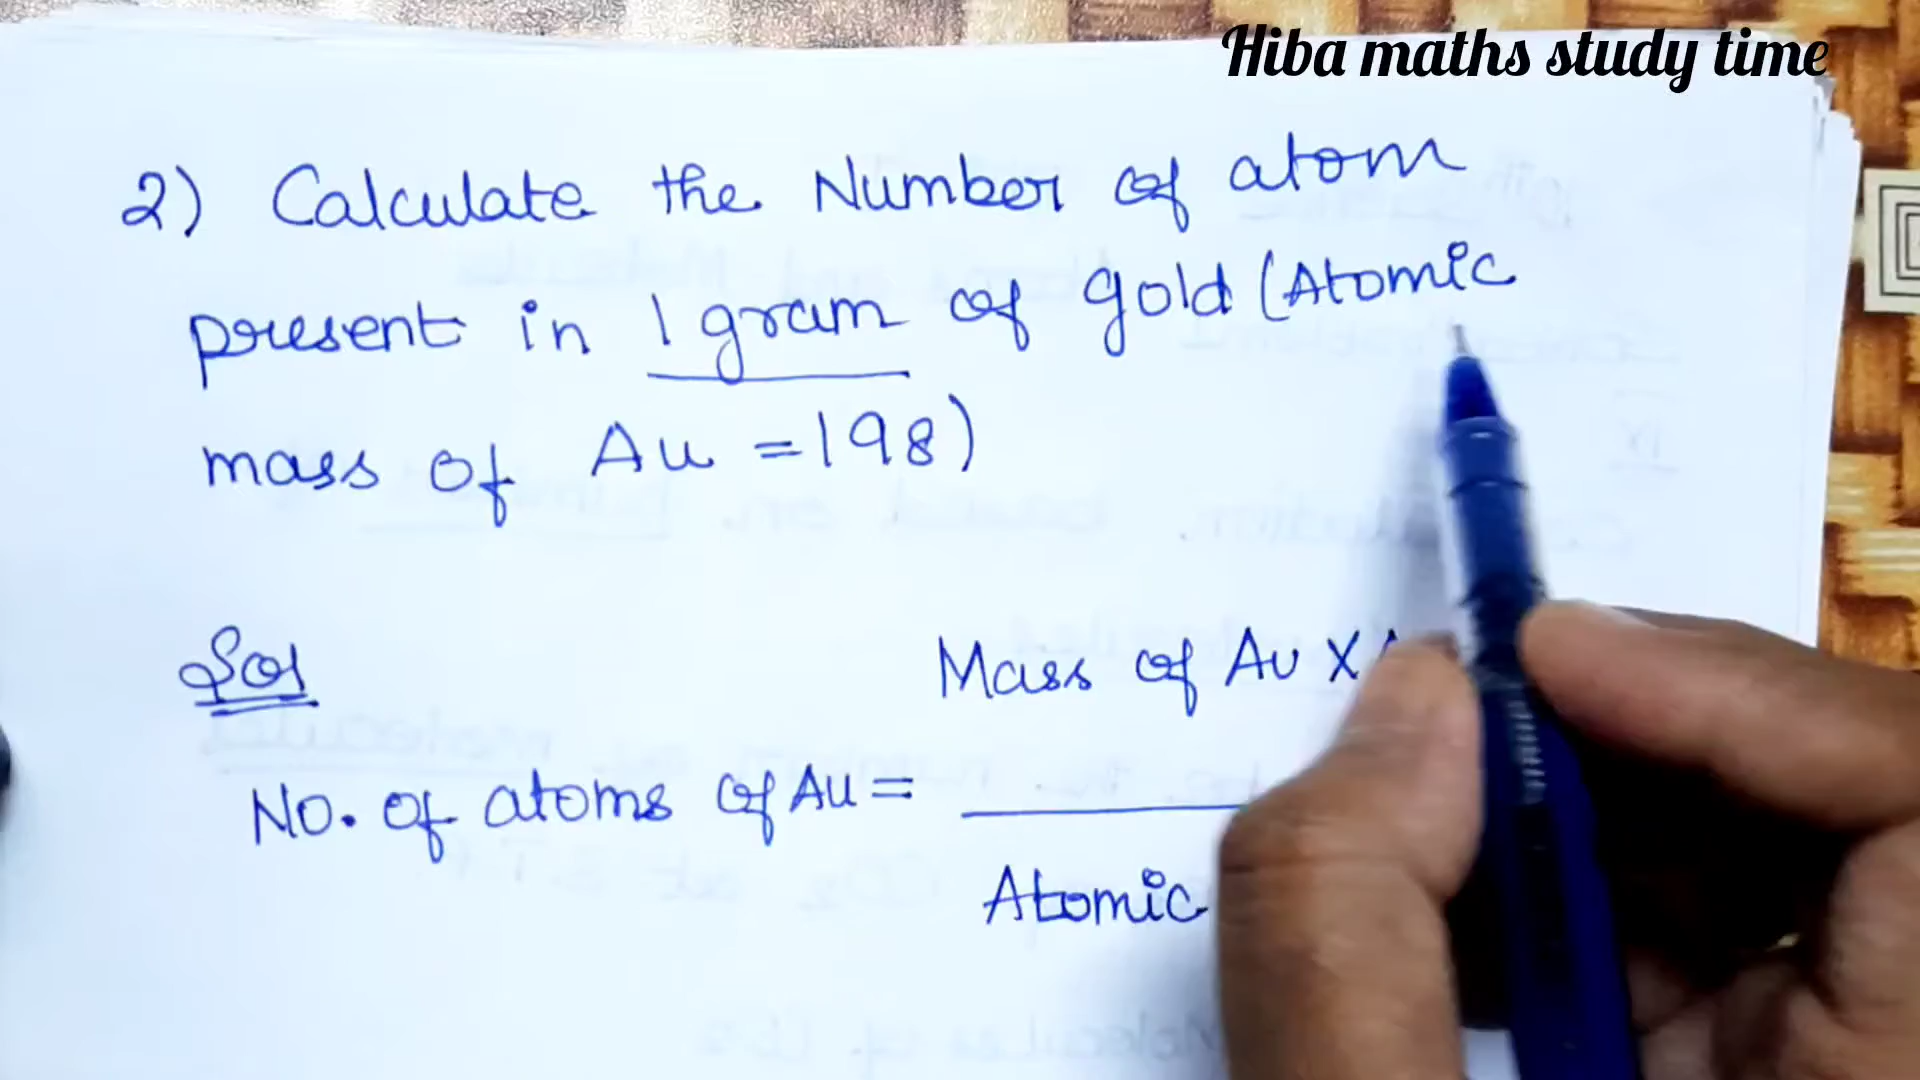 Hiba maths study time
2) Calculate the Number of atom
present in 1 gram of gold (Atomic
mass of Au = 198)
Sol
Mass of Au X
No. of atoms of Au =
Atomic